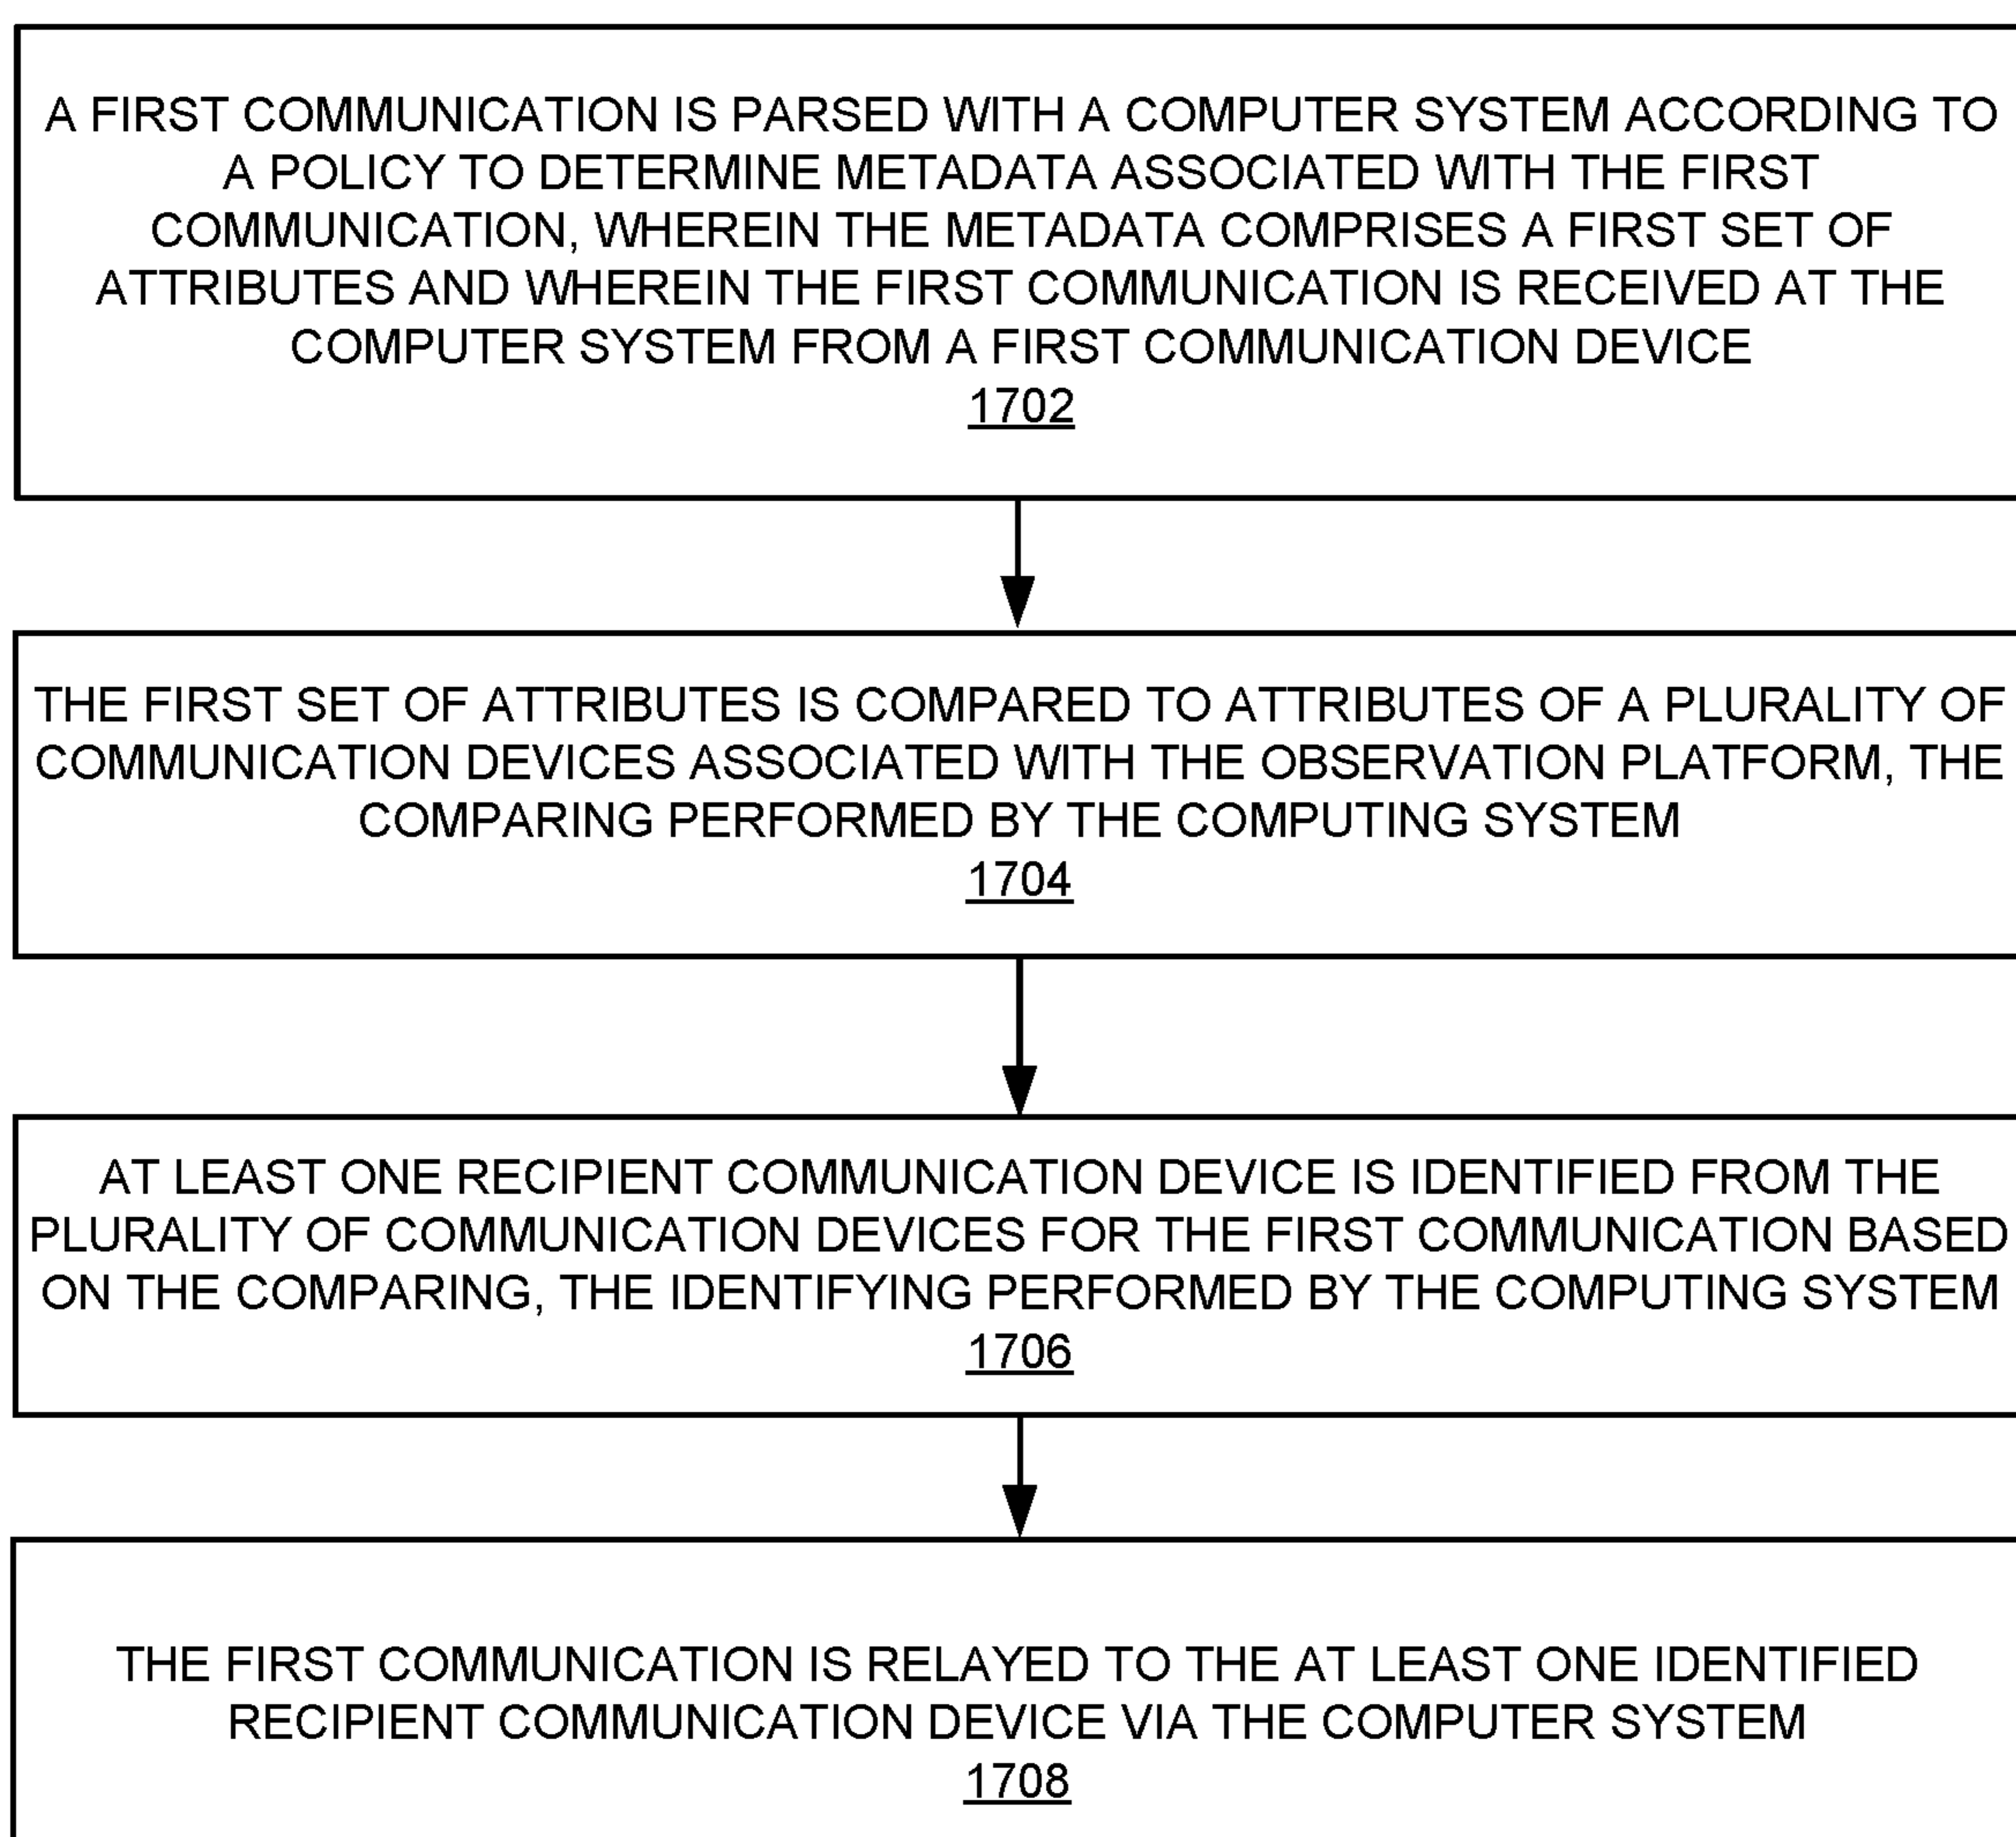 A FIRST COMMUNICATION IS PARSED WITH A COMPUTER SYSTEM ACCORDING TO
A POLICY TO DETERMINE METADATA ASSOCIATED WITH THE FIRST
COMMUNICATION, WHEREIN THE METADATA COMPRISES A FIRST SET OF
ATTRIBUTES AND WHEREIN THE FIRST COMMUNICATION IS RECEIVED AT THE
COMPUTER SYSTEM FROM A FIRST COMMUNICATION DEVICE
1702
THE FIRST SET OF ATTRIBUTES IS COMPARED TO ATTRIBUTES OF A PLURALITY OF
COMMUNICATION DEVICES ASSOCIATED WITH THE OBSERVATION PLATFORM, THE
COMPARING PERFORMED BY THE COMPUTING SYSTEM
1704
AT LEAST ONE RECIPIENT COMMUNICATION DEVICE IS IDENTIFIED FROM THE
PLURALITY OF COMMUNICATION DEVICES FOR THE FIRST COMMUNICATION BASED
ON THE COMPARING, THE IDENTIFYING PERFORMED BY THE COMPUTING SYSTEM
1706
THE FIRST COMMUNICATION IS RELAYED TO THE AT LEAST ONE IDENTIFIED
RECIPIENT COMMUNICATION DEVICE VIA THE COMPUTER SYSTEM
1708